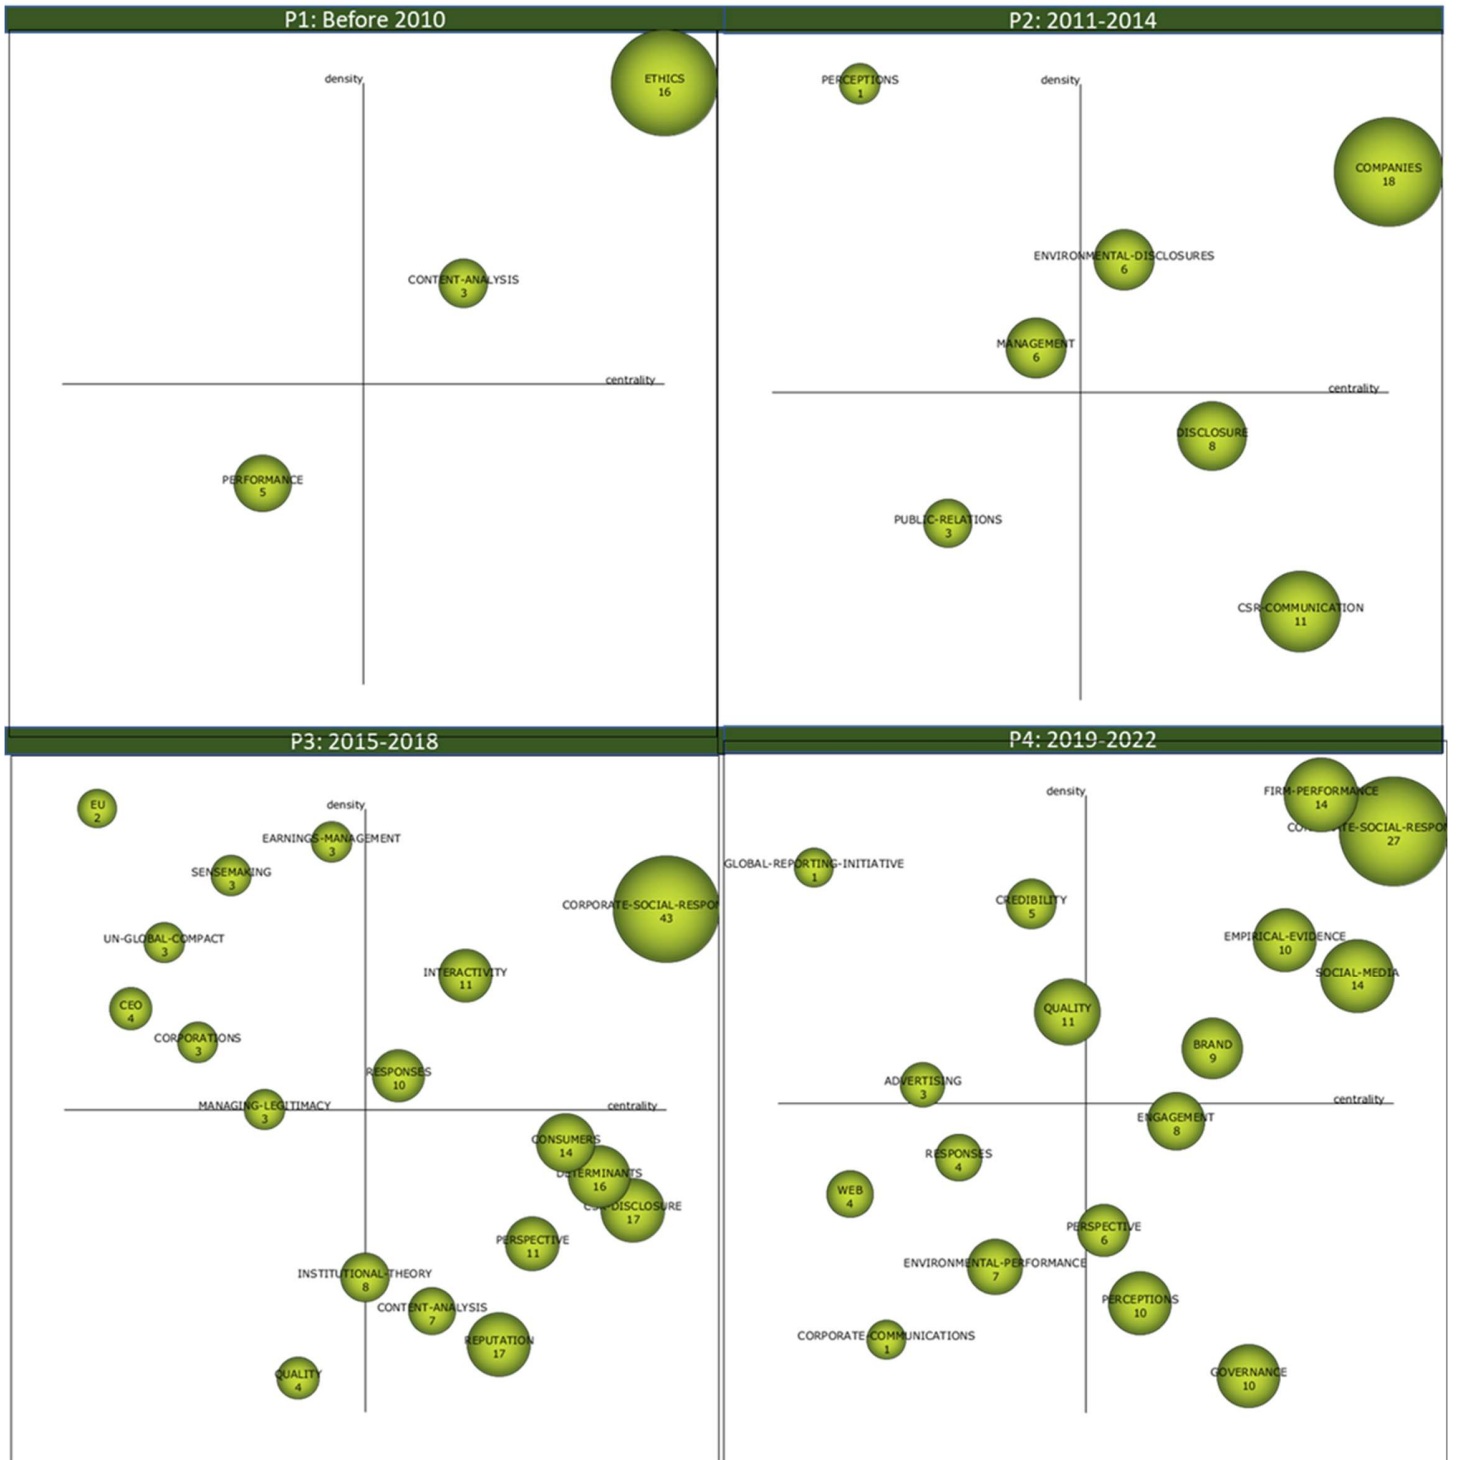 P1: Before 2010
density
ETHICS
16
CONTENT-ANALYSIS
3
centrality
PERFORMANCE
5
P2: 2011-2014
PERCEPTIONS
1
density
COMPANIES
18
ENVIRONMENTAL-DISCLOSURES
6
MANAGEMENT
6
centrality
DISCLOSURE
8
PUBLIC-RELATIONS
3
CSR-COMMUNICATION
11
P3: 2015-2018
EU
2
density
EARNINGS-MANAGEMENT
3
SENSEMAKING
3
CORPORATE-SOCIAL-RESPO
43
UN-GLOBAL-COMPACT
3
INTERACTIVITY
11
CEO
4
CORPORATIONS
3
RESPONSES
10
MANAGING-LEGITIMACY
3
centrality
CONSUMERS
14
DETERMINANTS
16
CSR-DISCLOSURE
17
PERSPECTIVE
11
INSTITUTIONAL-THEORY
8
CONTENT-ANALYSIS
7
REPUTATION
17
QUALITY
4
P4: 2019-2022
density
FIRM-PERFORMANCE
14
TE-SOCIAL-RESPO
27
GLOBAL-REPORTING-INITIATIVE
1
CREDIBILITY
5
EMPIRICAL-EVIDENCE
10
SOCIAL-MEDIA
14
QUALITY
11
BRAND
9
ADVERTISING
3
centrality
ENGAGEMENT
8
RESPONSES
4
WEB
4
PERSPECTIVE
6
ENVIRONMENTAL-PERFORMANCE
7
PERCEPTIONS
10
CORPORATE-COMMUNICATIONS
1
GOVERNANCE
10